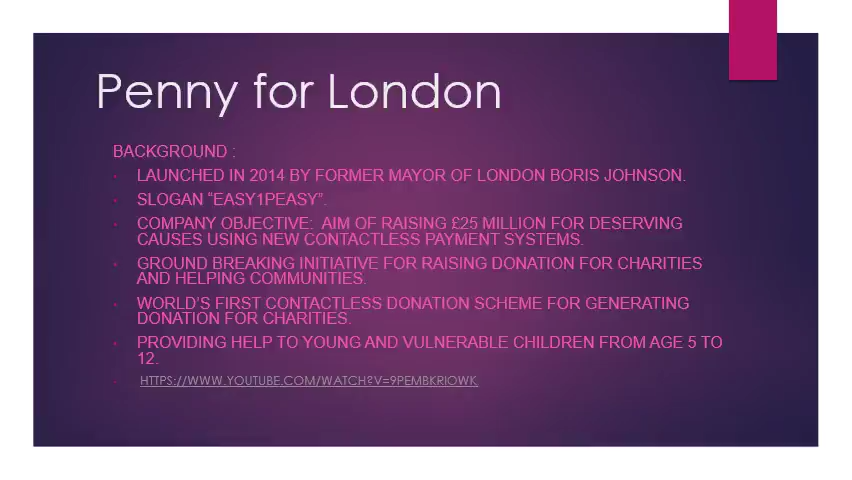 Penny for London
BACKGROUND :
• LAUNCHED IN 2014 BY FORMER MAYOR OF LONDON BORIS JOHNSON.
• SLOGAN “EASY1PEASY”.
• COMPANY OBJECTIVE: AIM OF RAISING £25 MILLION FOR DESERVING
CAUSES USING NEW CONTACTLESS PAYMENT SYSTEMS.
• GROUND BREAKING INITIATIVE FOR RAISING DONATION FOR CHARITIES
AND HELPING COMMUNITIES.
• WORLD’S FIRST CONTACTLESS DONATION SCHEME FOR GENERATING
DONATION FOR CHARITIES.
• PROVIDING HELP TO YOUNG AND VULNERABLE CHILDREN FROM AGE 5 TO
12.
• HTTPS://WWW.YOUTUBE.COM/WATCH?V=9PEMBKRIOWK